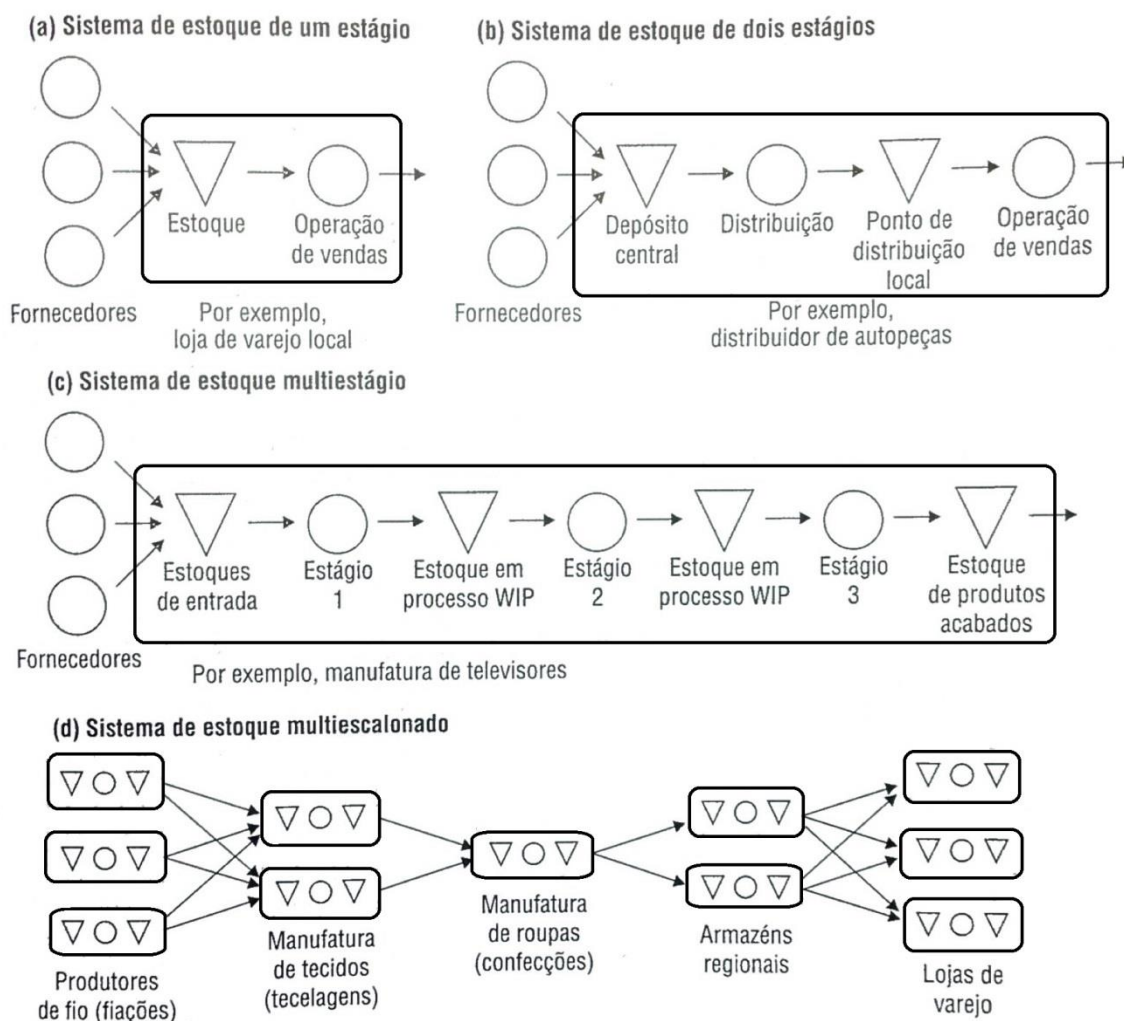 (a) Sistema de estoque de um estágio
Estoque
Operação
de vendas
Fornecedores
Por exemplo,
loja de varejo local
(b) Sistema de estoque de dois estágios
Depósito
central
Distribuição
Ponto de
distribuição
local
Operação
de vendas
Fornecedores
Por exemplo,
distribuidor de autopeças
(c) Sistema de estoque multiestágio
Estoques
de entrada
Estágio
1
Estoque em
processo WIP
Estágio
2
Estoque em
processo WIP
Estágio
3
Estoque
de produtos
acabados
Fornecedores
Por exemplo, manufatura de televisores
(d) Sistema de estoque multiescalonado
Produtores
de fio (fiações)
Manufatura
de tecidos
(tecelagens)
Manufatura
de roupas
(confecções)
Armazéns
regionais
Lojas de
varejo